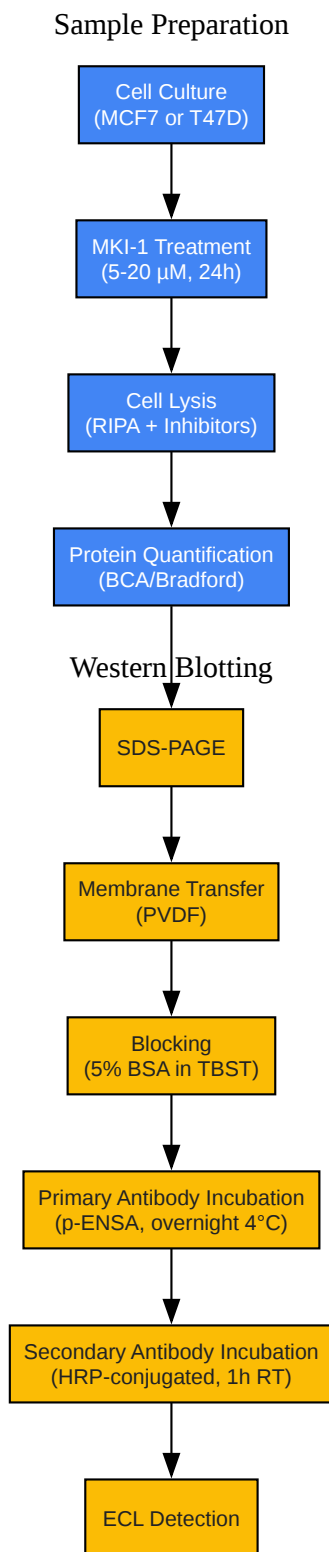 Sample Preparation
Cell Culture
(MCF7 or T47D)
MKI-1 Treatment
(5-20 µM, 24h)
Cell Lysis
(RIPA + Inhibitors)
Protein Quantification
(BCA/Bradford)
Western Blotting
SDS-PAGE
Membrane Transfer
(PVDF)
Blocking
(5% BSA in TBST)
Primary Antibody Incubation
(p-ENSA, overnight 4°C)
Secondary Antibody Incubation
(HRP-conjugated, 1h RT)
ECL Detection